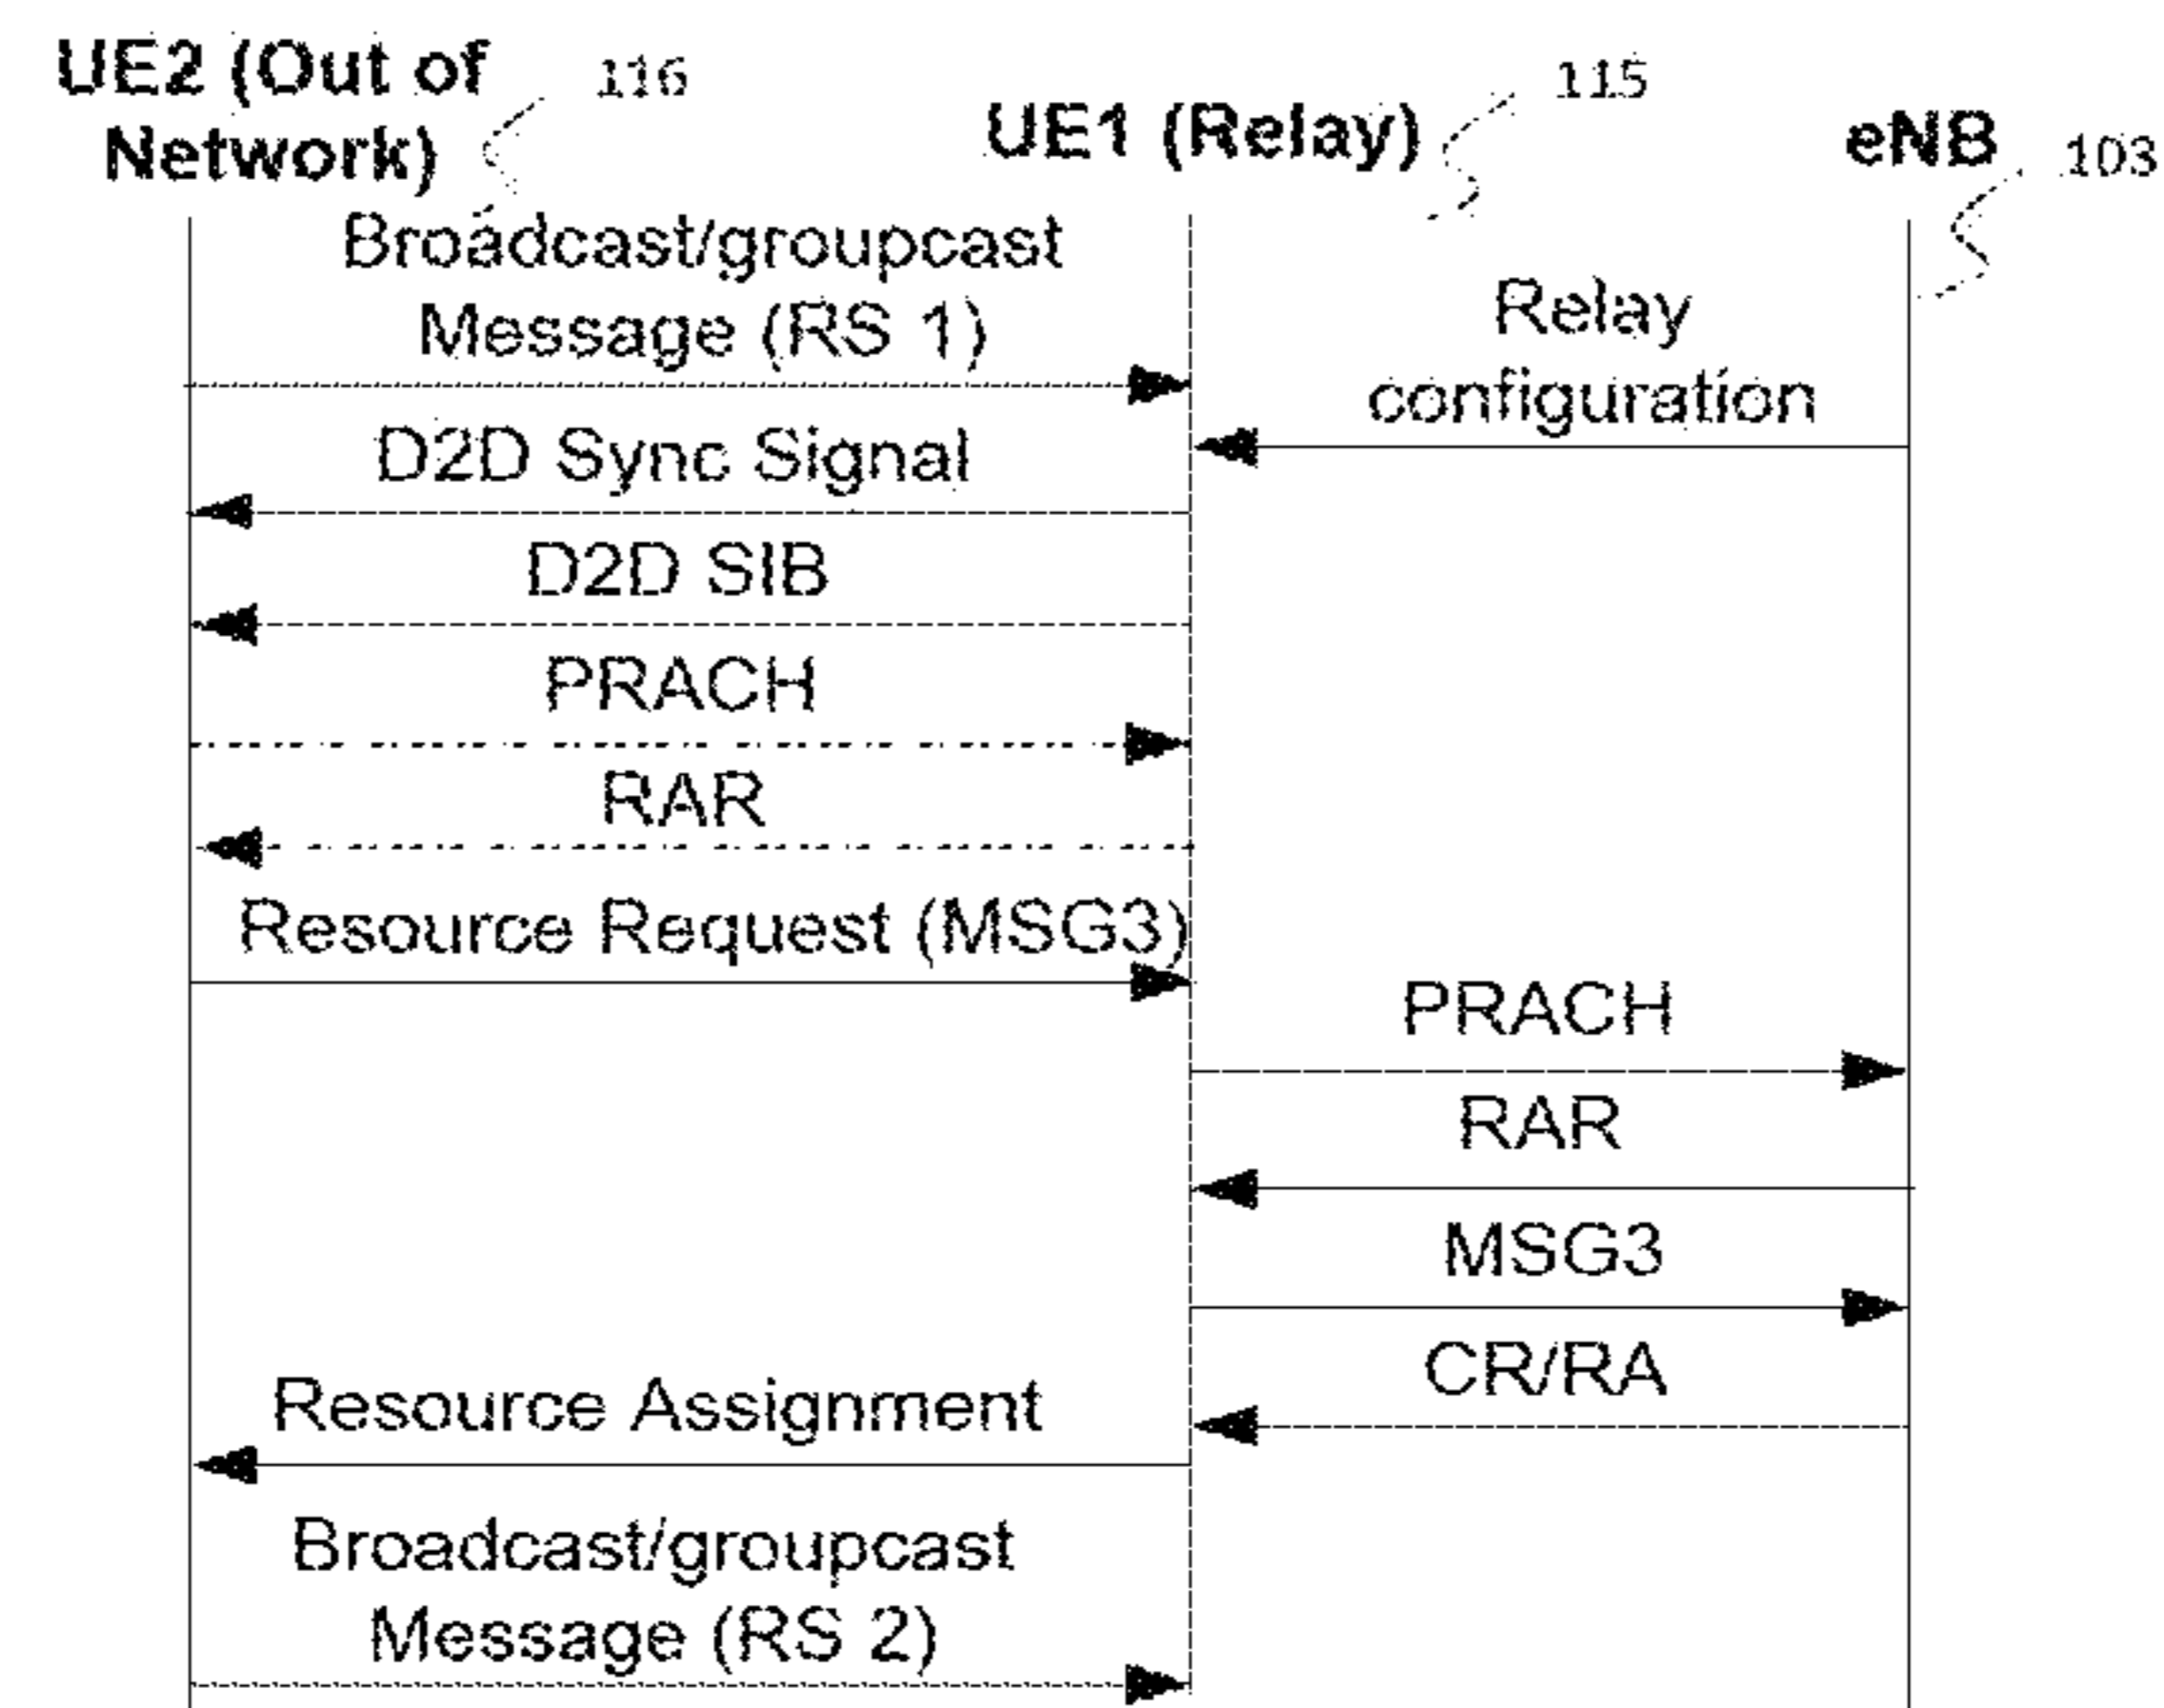 UE2 (Out of
Network)
116
UE1 (Relay)
115
eNB
103
Broadcast/groupcast
Message (RS 1)
Relay
configuration
D2D Sync Signal
D2D SIB
PRACH
RAR
Resource Request (MSG3)
PRACH
RAR
MSG3
CR/RA
Resource Assignment
Broadcast/groupcast
Message (RS 2)